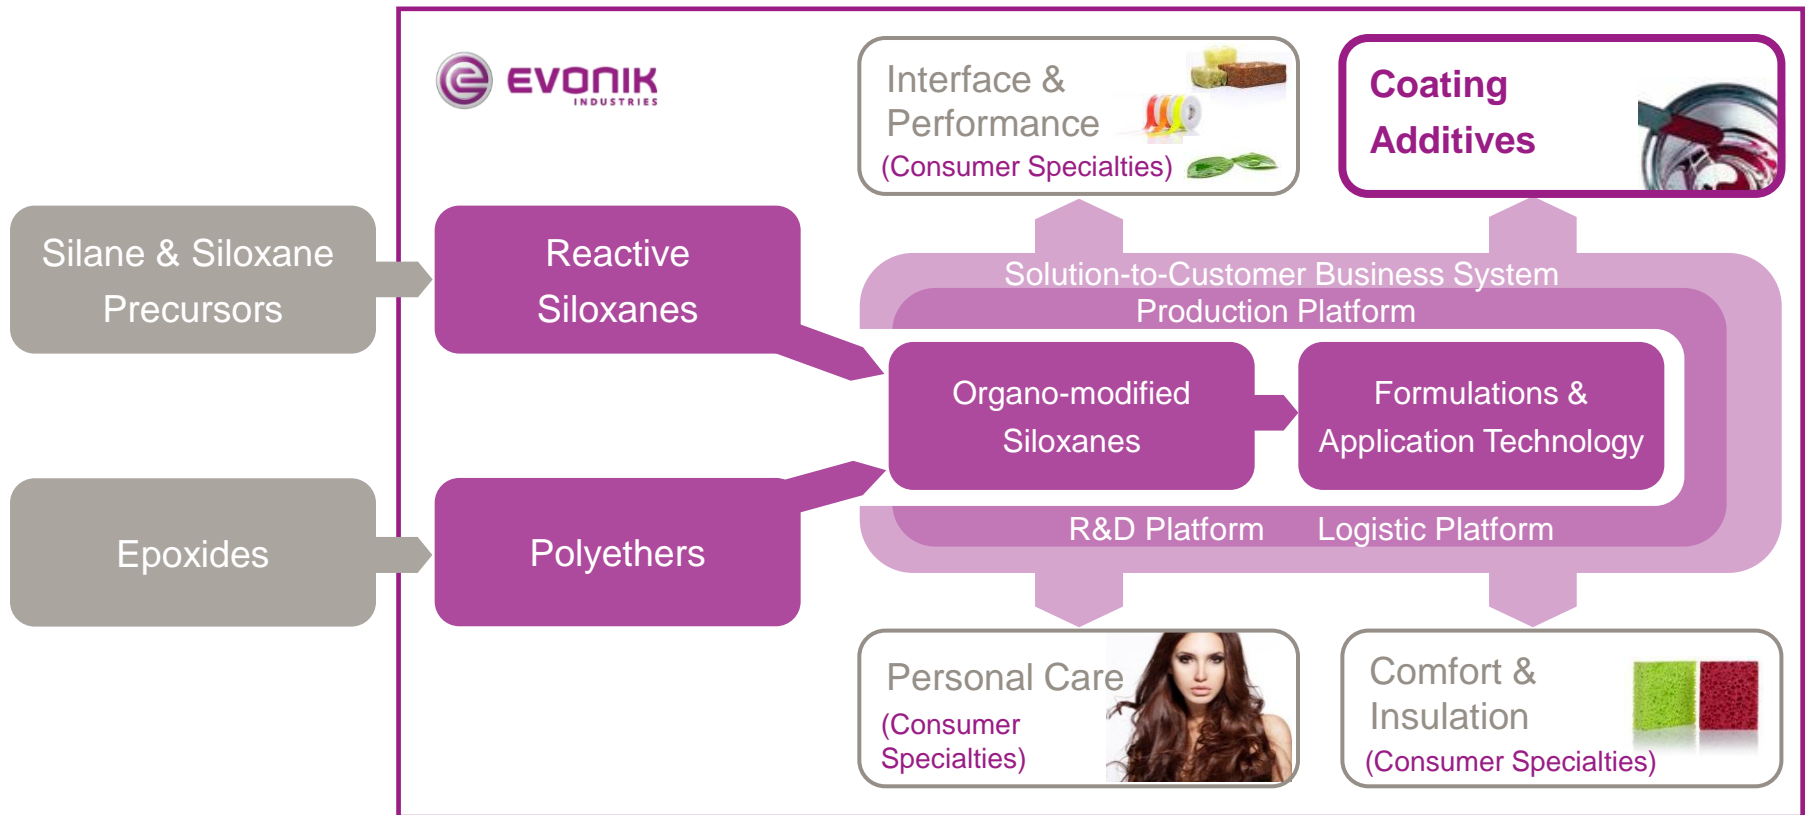 EVONIK
INDUSTRIES
Interface &
Performance
(Consumer Specialties)
Coating
Additives
Silane & Siloxane
Precursors
Reactive
Siloxanes
Solution-to-Customer Business System
Production Platform
Organo-modified
Siloxanes
Formulations &
Application Technology
Epoxides
Polyethers
R&D Platform
Logistic Platform
Personal Care
(Consumer
Specialties)
Comfort &
Insulation
(Consumer Specialties)